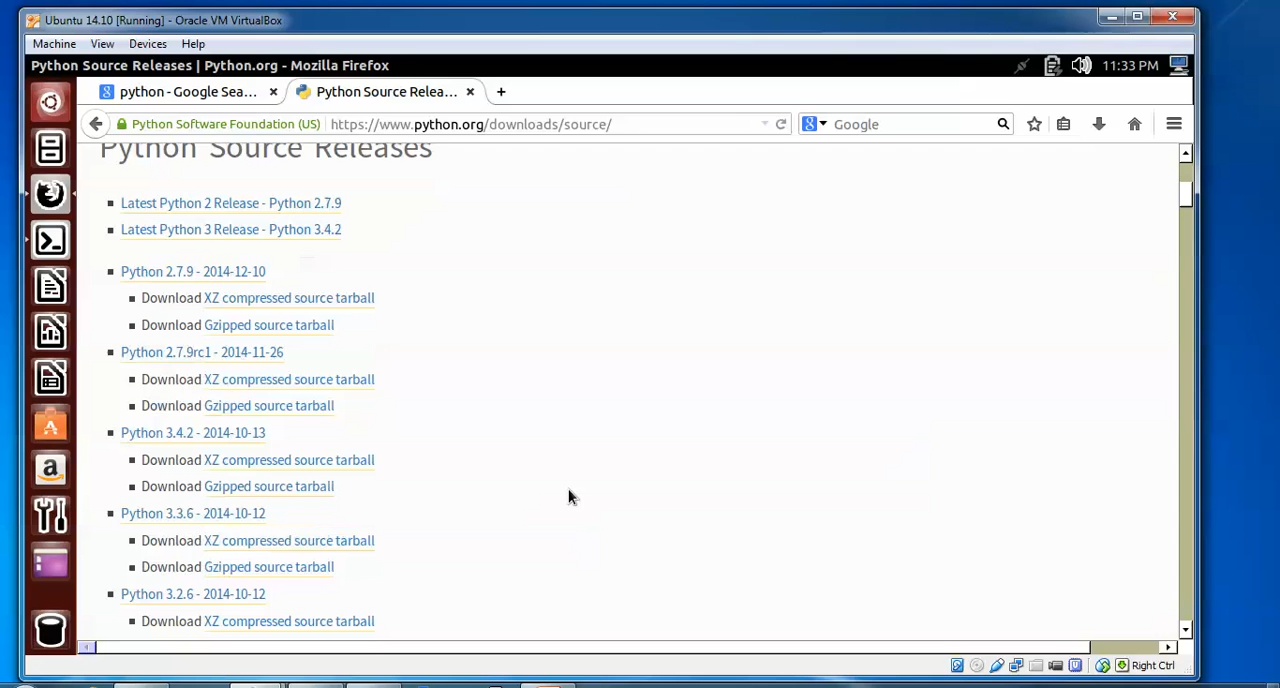 Ubuntu 14.10 [Running] - Oracle VM VirtualBox
Machine View Devices Help
Python Source Releases | Python.org - Mozilla Firefox 11:33 PM
python - Google Sea... Python Source Relea...
Python Software Foundation (US) https://www.python.org/downloads/source/ Google
Python Source Releases
Latest Python 2 Release - Python 2.7.9
Latest Python 3 Release - Python 3.4.2
Python 2.7.9 - 2014-12-10
Download XZ compressed source tarball
Download Gzipped source tarball
Python 2.7.9rc1 - 2014-11-26
Download XZ compressed source tarball
Download Gzipped source tarball
Python 3.4.2 - 2014-10-13
Download XZ compressed source tarball
Download Gzipped source tarball
Python 3.3.6 - 2014-10-12
Download XZ compressed source tarball
Download Gzipped source tarball
Python 3.2.6 - 2014-10-12
Download XZ compressed source tarball
Right Ctrl